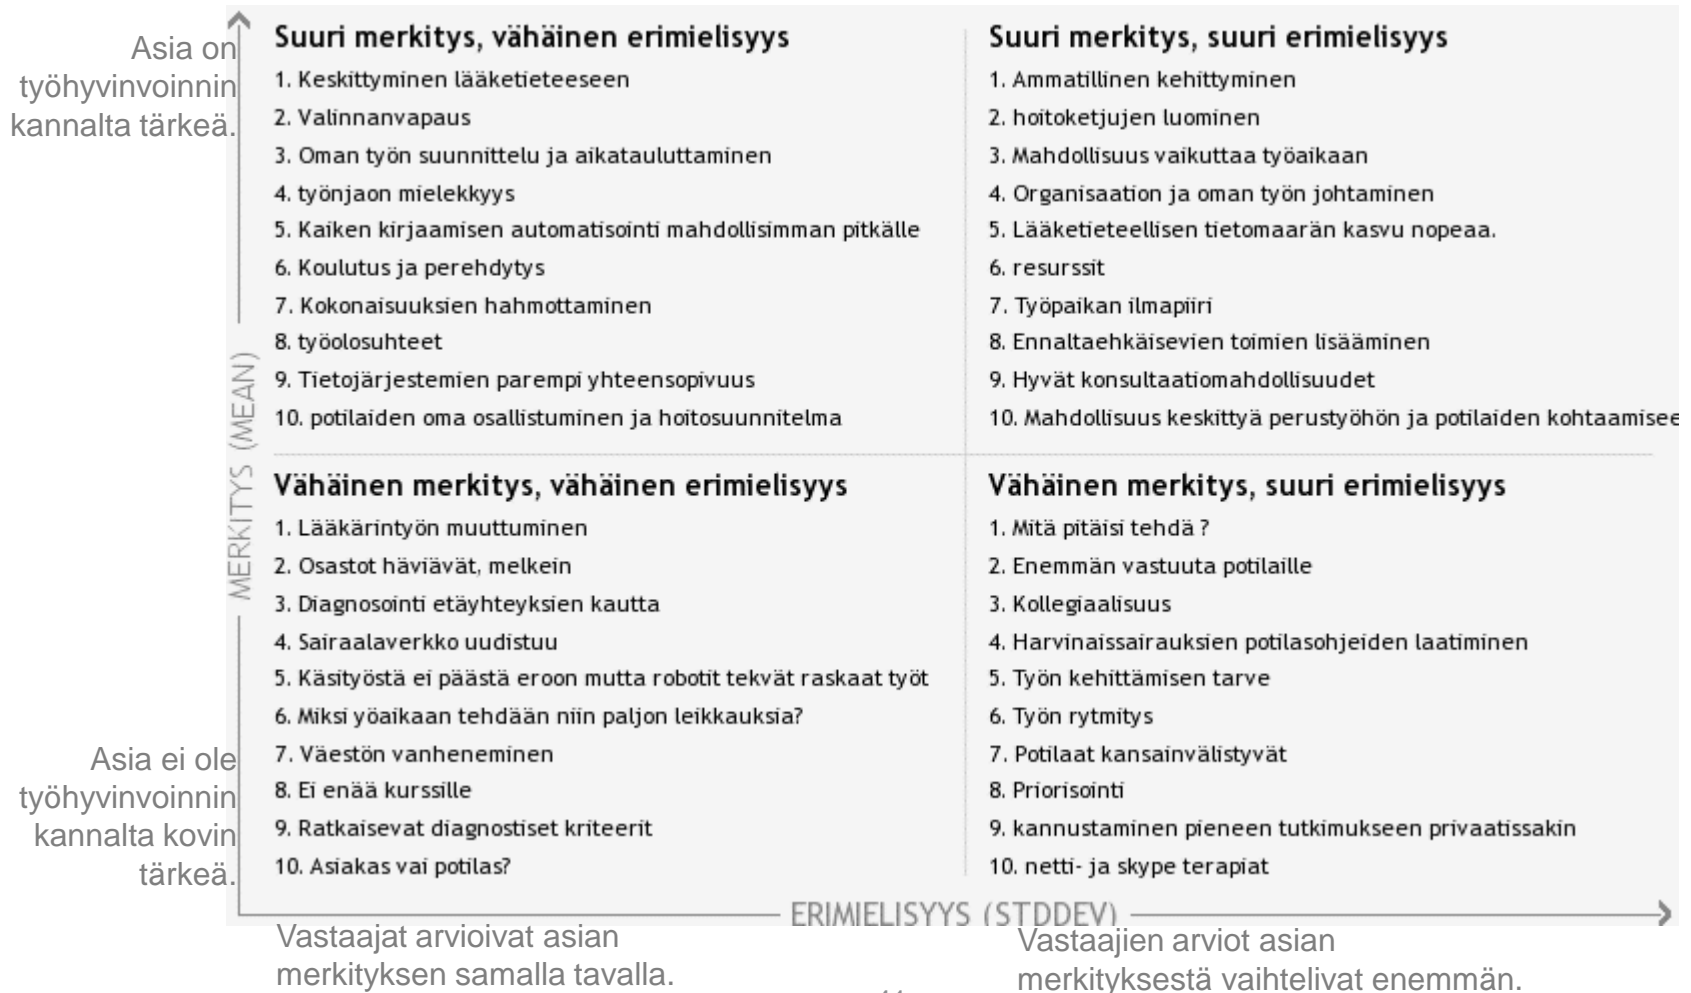 Asia on
työhyvinvoinnin
kannalta tärkeä.
Suuri merkitys, vähäinen erimielisyys
1. Keskittyminen lääketieteeseen
2. Valinnanvapaus
3. Oman työn suunnittelu ja aikatauluttaminen
4. työnjaon mielekkyys
5. Kaiken kirjaamisen automatisointi mahdollisimman pitkälle
6. Koulutus ja perehdytys
7. Kokonaisuuksien hahmottaminen
8. työolosuhteet
9. Tietojärjestemien parempi yhteensopivuus
10. potilaiden oma osallistuminen ja hoitosuunnitelma
Suuri merkitys, suuri erimielisyys
1. Ammatillinen kehittyminen
2. hoitoketjujen luominen
3. Mahdollisuus vaikuttaa työaikaan
4. Organisaation ja oman työn johtaminen
5. Lääketieteellisen tietomaarän kasvu nopeaa.
6. resurssit
7. Työpaikan ilmapiiri
8. Ennaltaehkäisevien toimien lisääminen
9. Hyvät konsultaatiomahdollisuudet
10. Mahdollisuus keskittyä perustyöhön ja potilaiden kohtaamisee
MERKITYS (MEAN)
Asia ei ole
työhyvinvoinnin
kannalta kovin
tärkeä.
Vähäinen merkitys, vähäinen erimielisyys
1. Lääkärintyön muuttuminen
2. Osastot häviävät, melkein
3. Diagnosointi etäyhteyksien kautta
4. Sairaalaverkko uudistuu
5. Käsityöstä ei päästä eroon mutta robotit tekvät raskaat työt
6. Miksi yöaikaan tehdään niin paljon leikkauksia?
7. Väestön vanheneminen
8. Ei enää kurssille
9. Ratkaisevat diagnostiset kriteerit
10. Asiakas vai potilas?
Vähäinen merkitys, suuri erimielisyys
1. Mitä pitäisi tehdä ?
2. Enemmän vastuuta potilaille
3. Kollegiaalisuus
4. Harvinaissairauksien potilasohjeiden laatiminen
5. Työn kehittämisen tarve
6. Työn rytmitys
7. Potilaat kansainvälistyvät
8. Priorisointi
9. kannustaminen pieneen tutkimukseen privaatissakin
10. netti- ja skype terapiat
ERIMIELISYYS (STDDEV)
Vastaajat arvioivat asian
merkityksen samalla tavalla.
Vastaajien arviot asian
merkityksestä vaihtelivat enemmän.